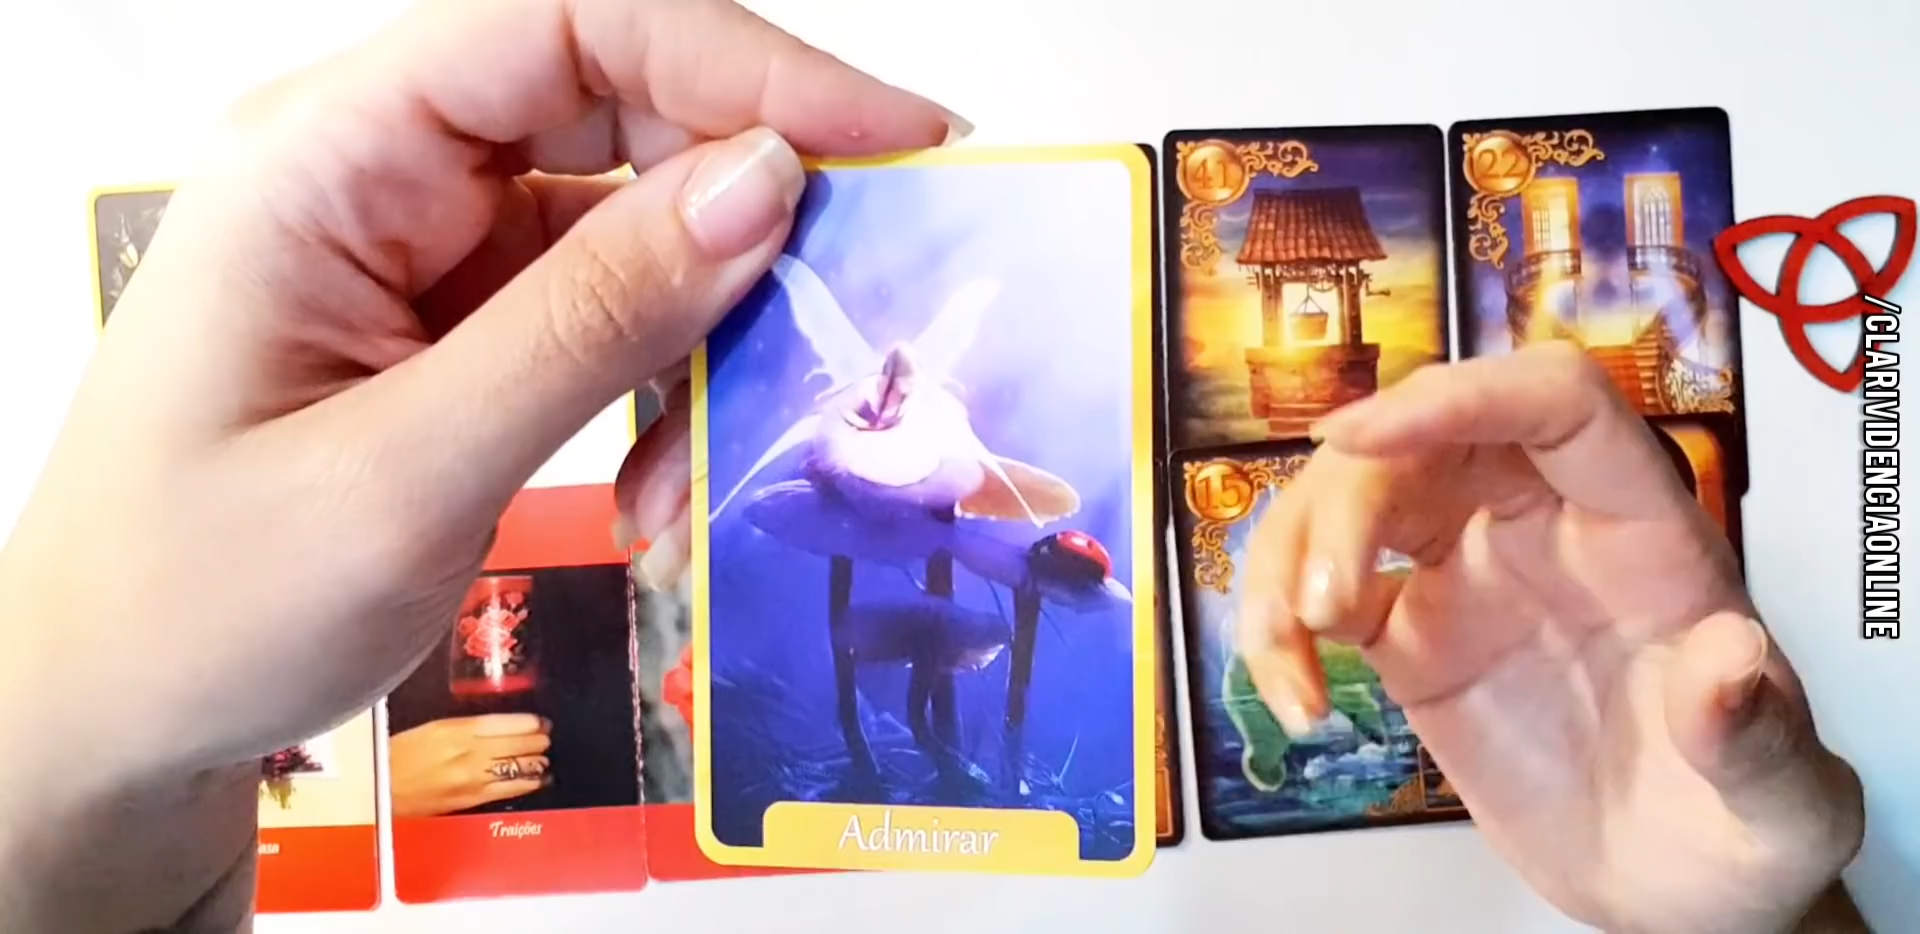 41
22
/CLARIVIDENCIAONLINE
15
Traições
Admirar